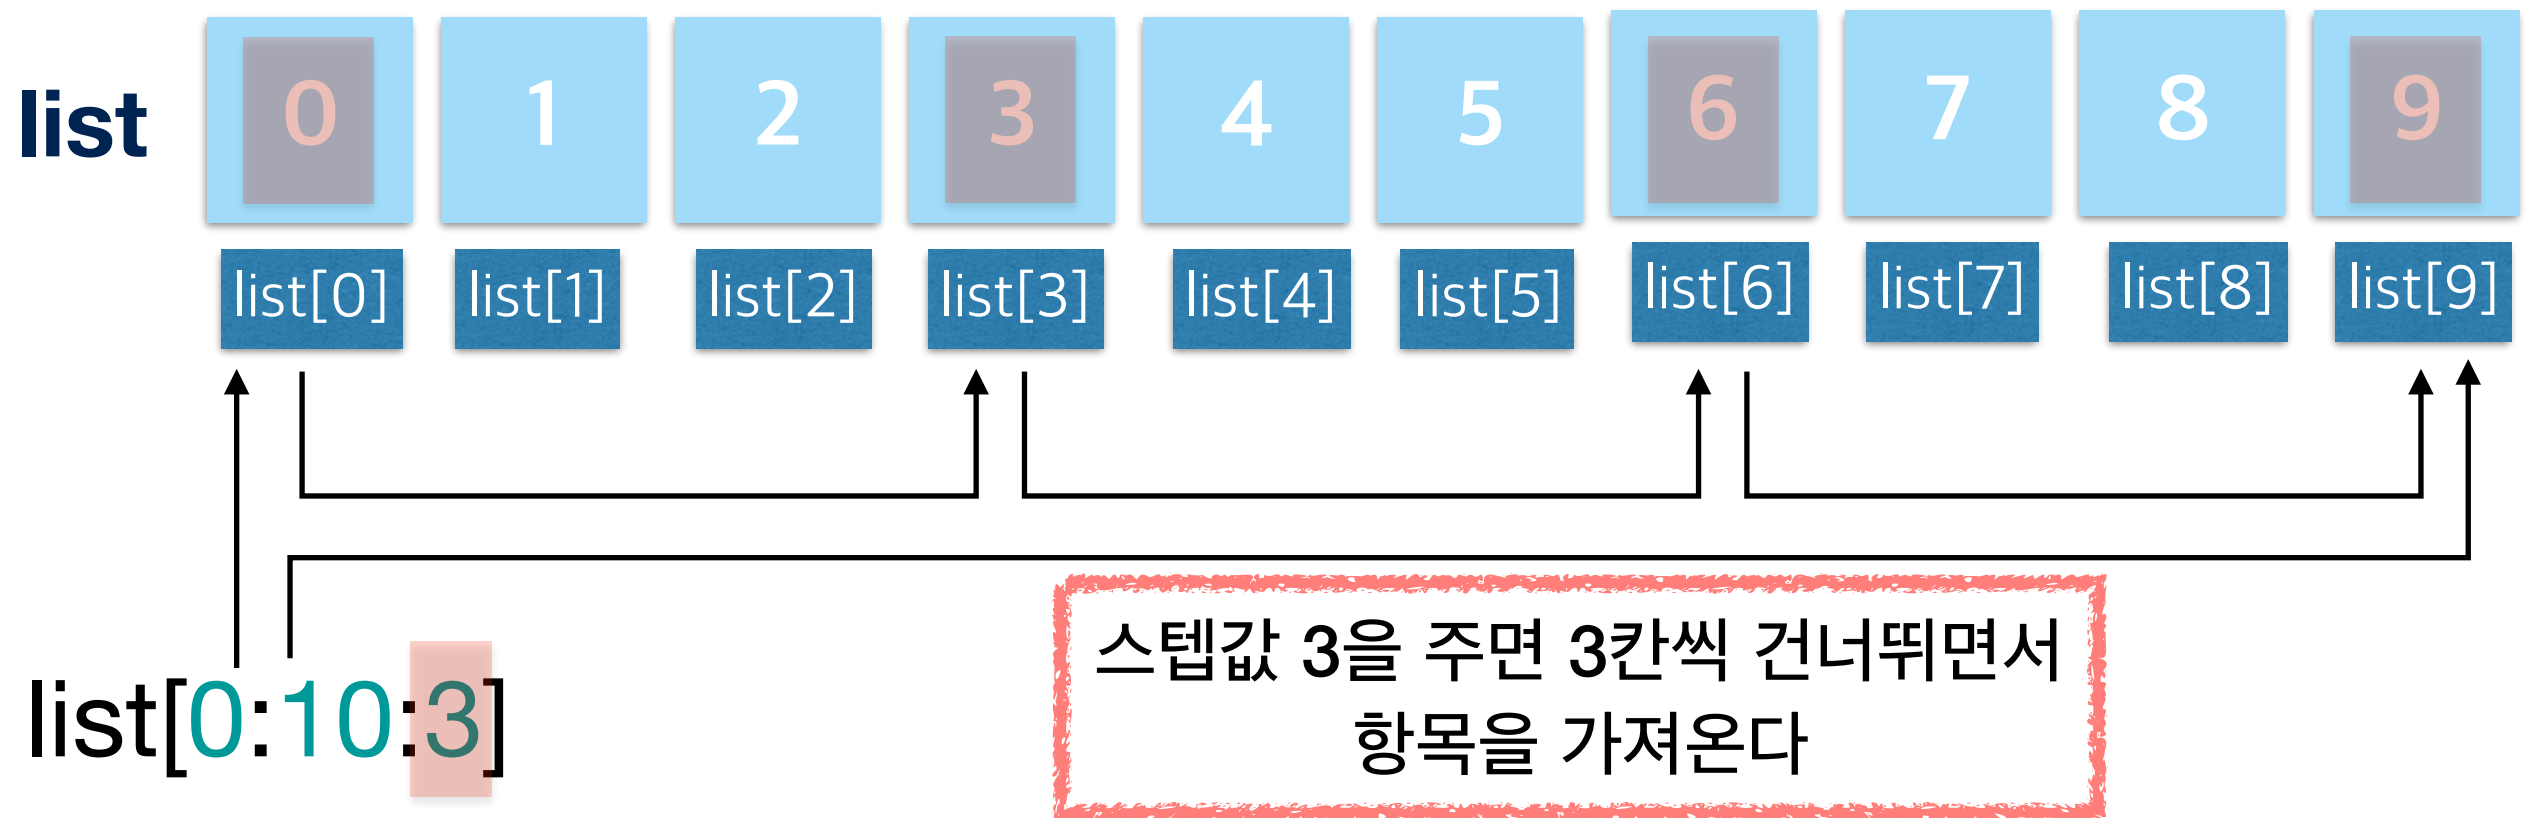 list 0 1 2 3 4 5 6 7 8 9
list[0] list[1] list[2] list[3] list[4] list[5] list[6] list[7] list[8] list[9]
스텝값 3을 주면 3칸씩 건너뛰면서
항목을 가져온다
list[0:10:3]